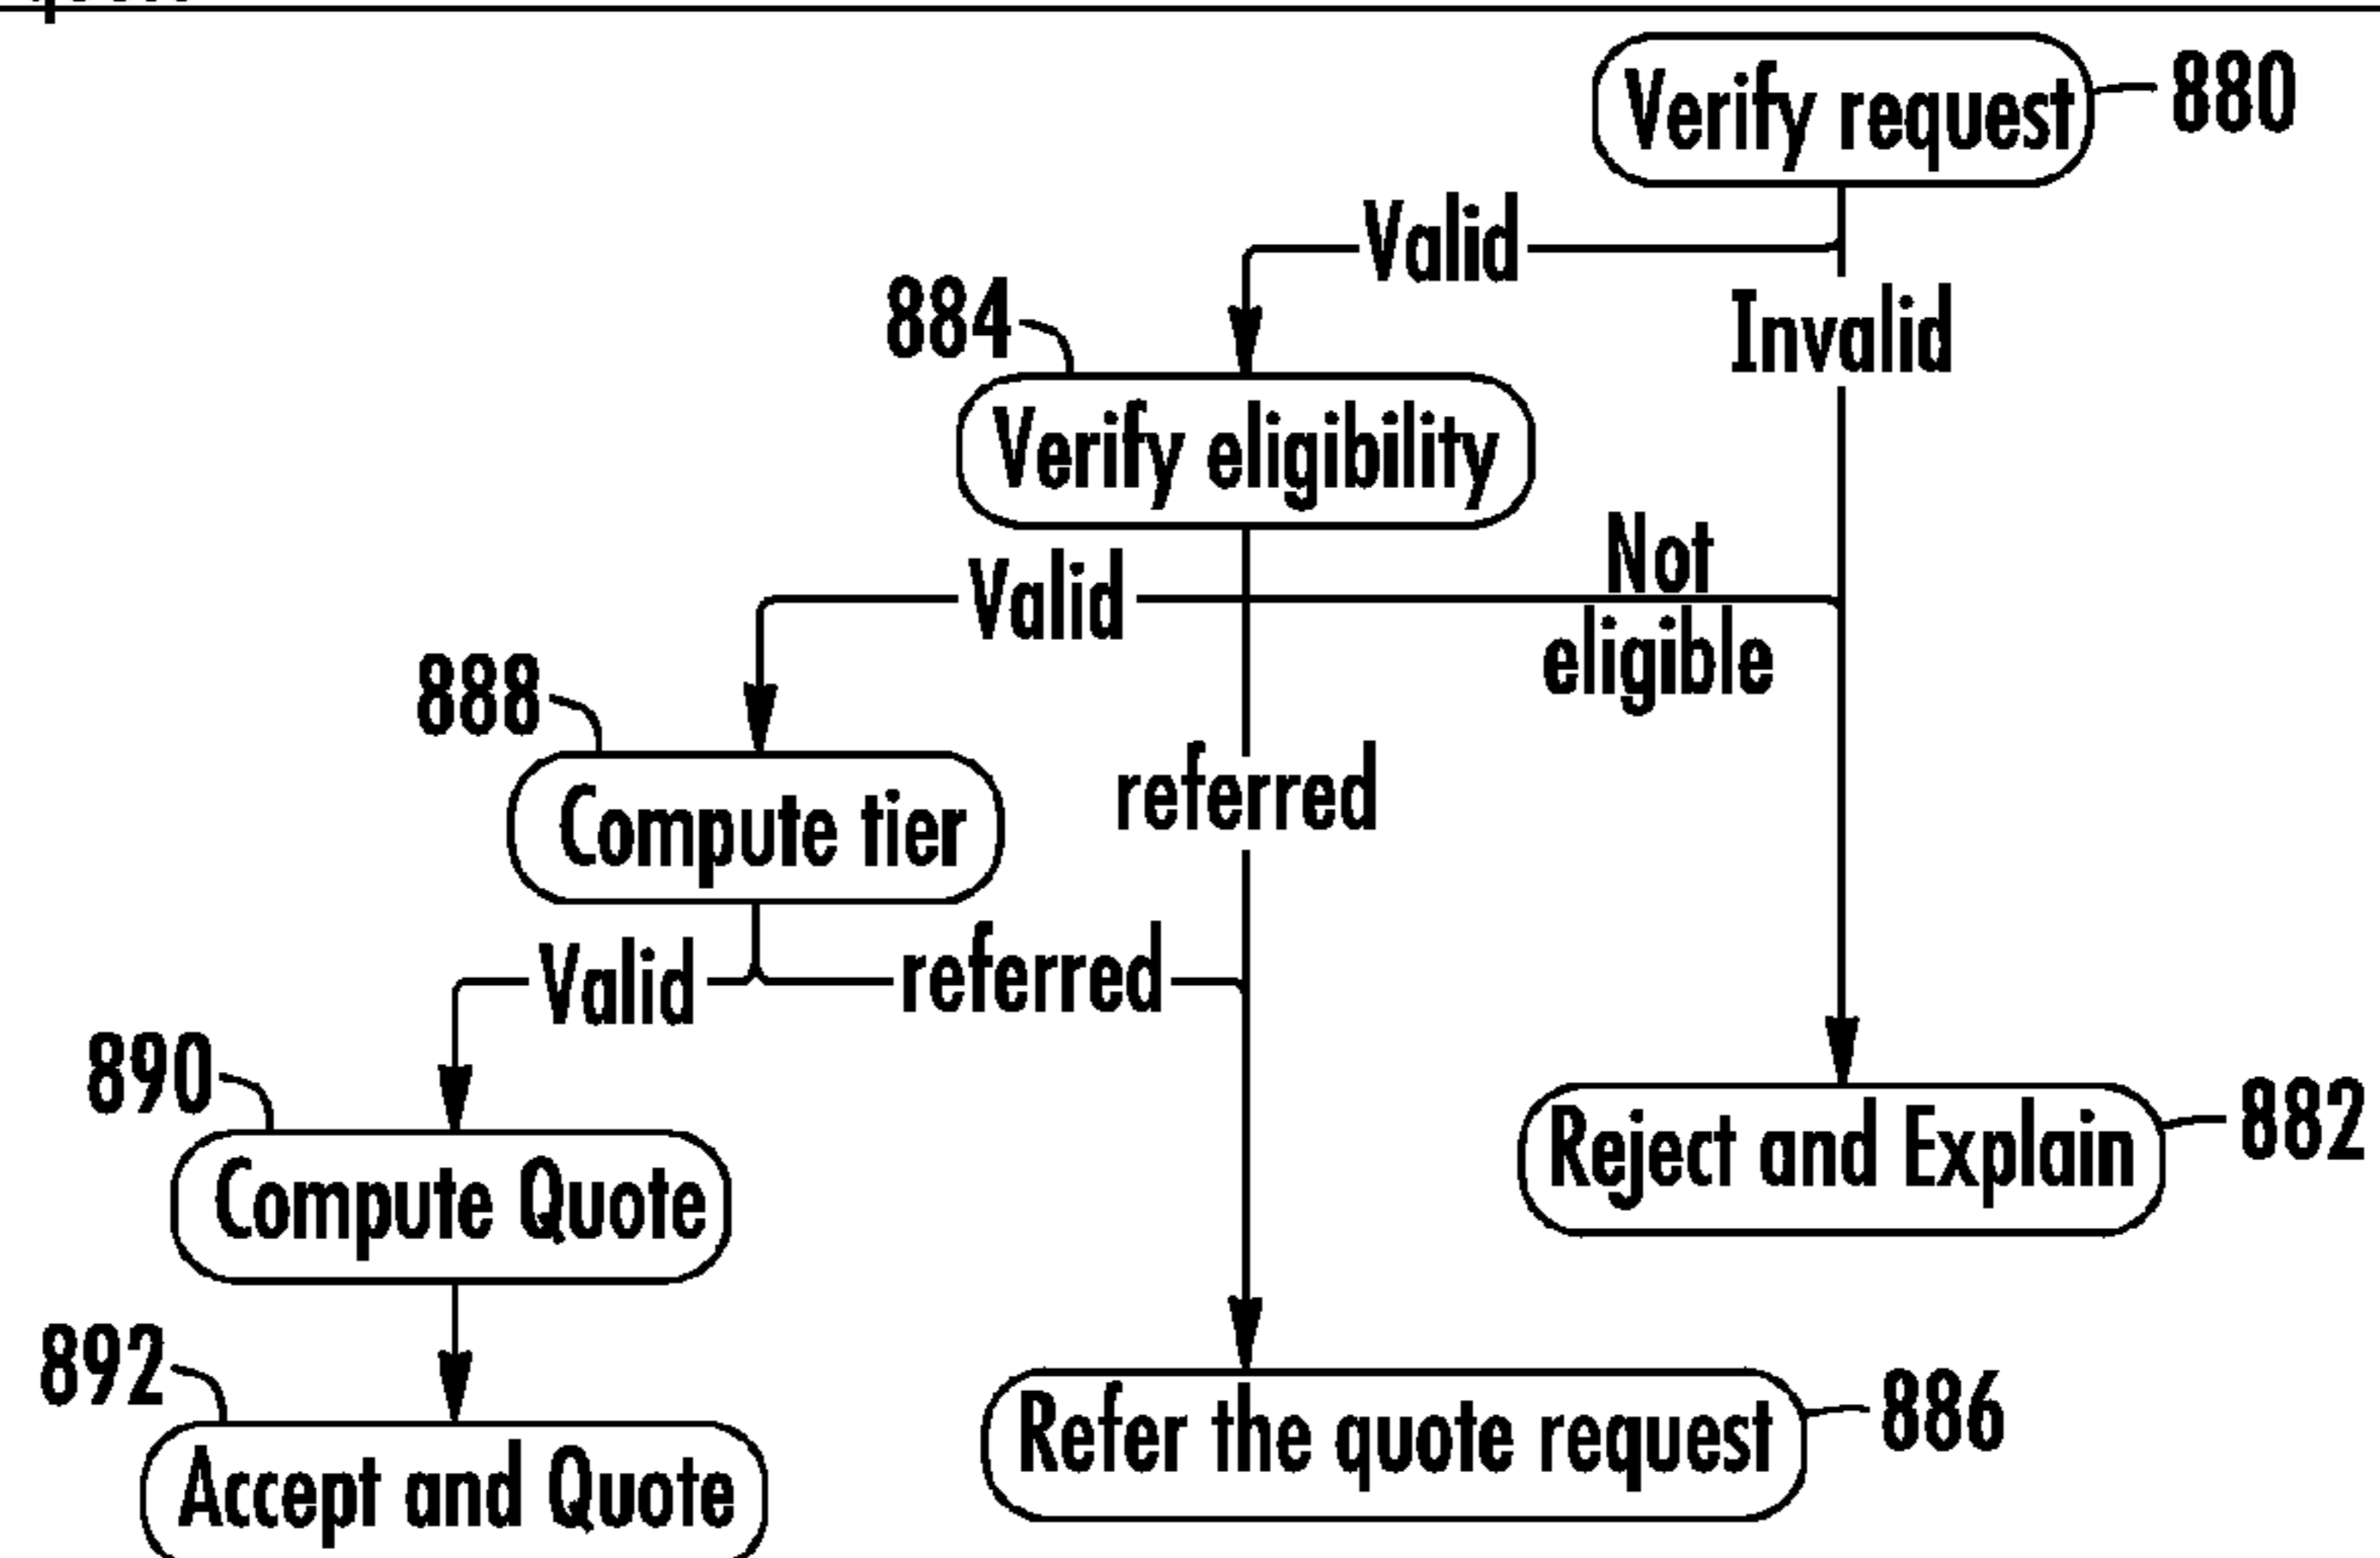 Verify request
880
Valid
884
Invalid
Verify eligibility
Not
eligible
Valid
888
referred
Compute tier
Valid
referred
890
Reject and Explain
882
Compute Quote
892
Refer the quote request
886
Accept and Quote